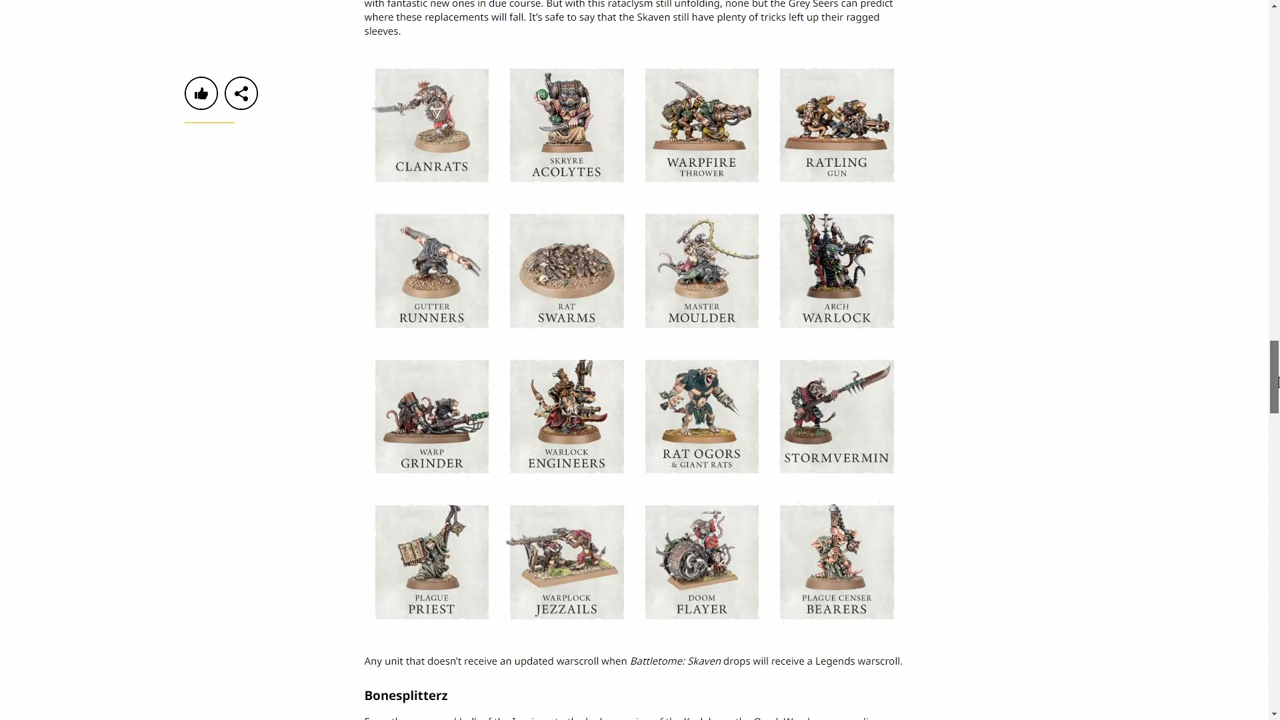 with fantastic new ones in due course. But with this rataclysm still unfolding, none but the Grey Seers can predict
where these replacements will fall. It's safe to say that the Skaven still have plenty of tricks left up their ragged
sleeves.
CLANRATS
SKRYRE
ACOLYTES
WARPFIRE
THROWER
RATLING
GUN
GUTTER
RUNNERS
RAT
SWARMS
MASTER
MOULDER
ARCH
WARLOCK
WARP
GRINDER
WARLOCK
ENGINEERS
RAT OGORS
& GIANT RATS
STORMVERMIN
PLAGUE
PRIEST
WARPLOCK
JEZZAILS
DOOM
FLAYER
PLAGUE CENSER
BEARERS
Any unit that doesn't receive an updated warscroll when Battletome: Skaven drops will receive a Legends warscroll.
Bonesplitterz